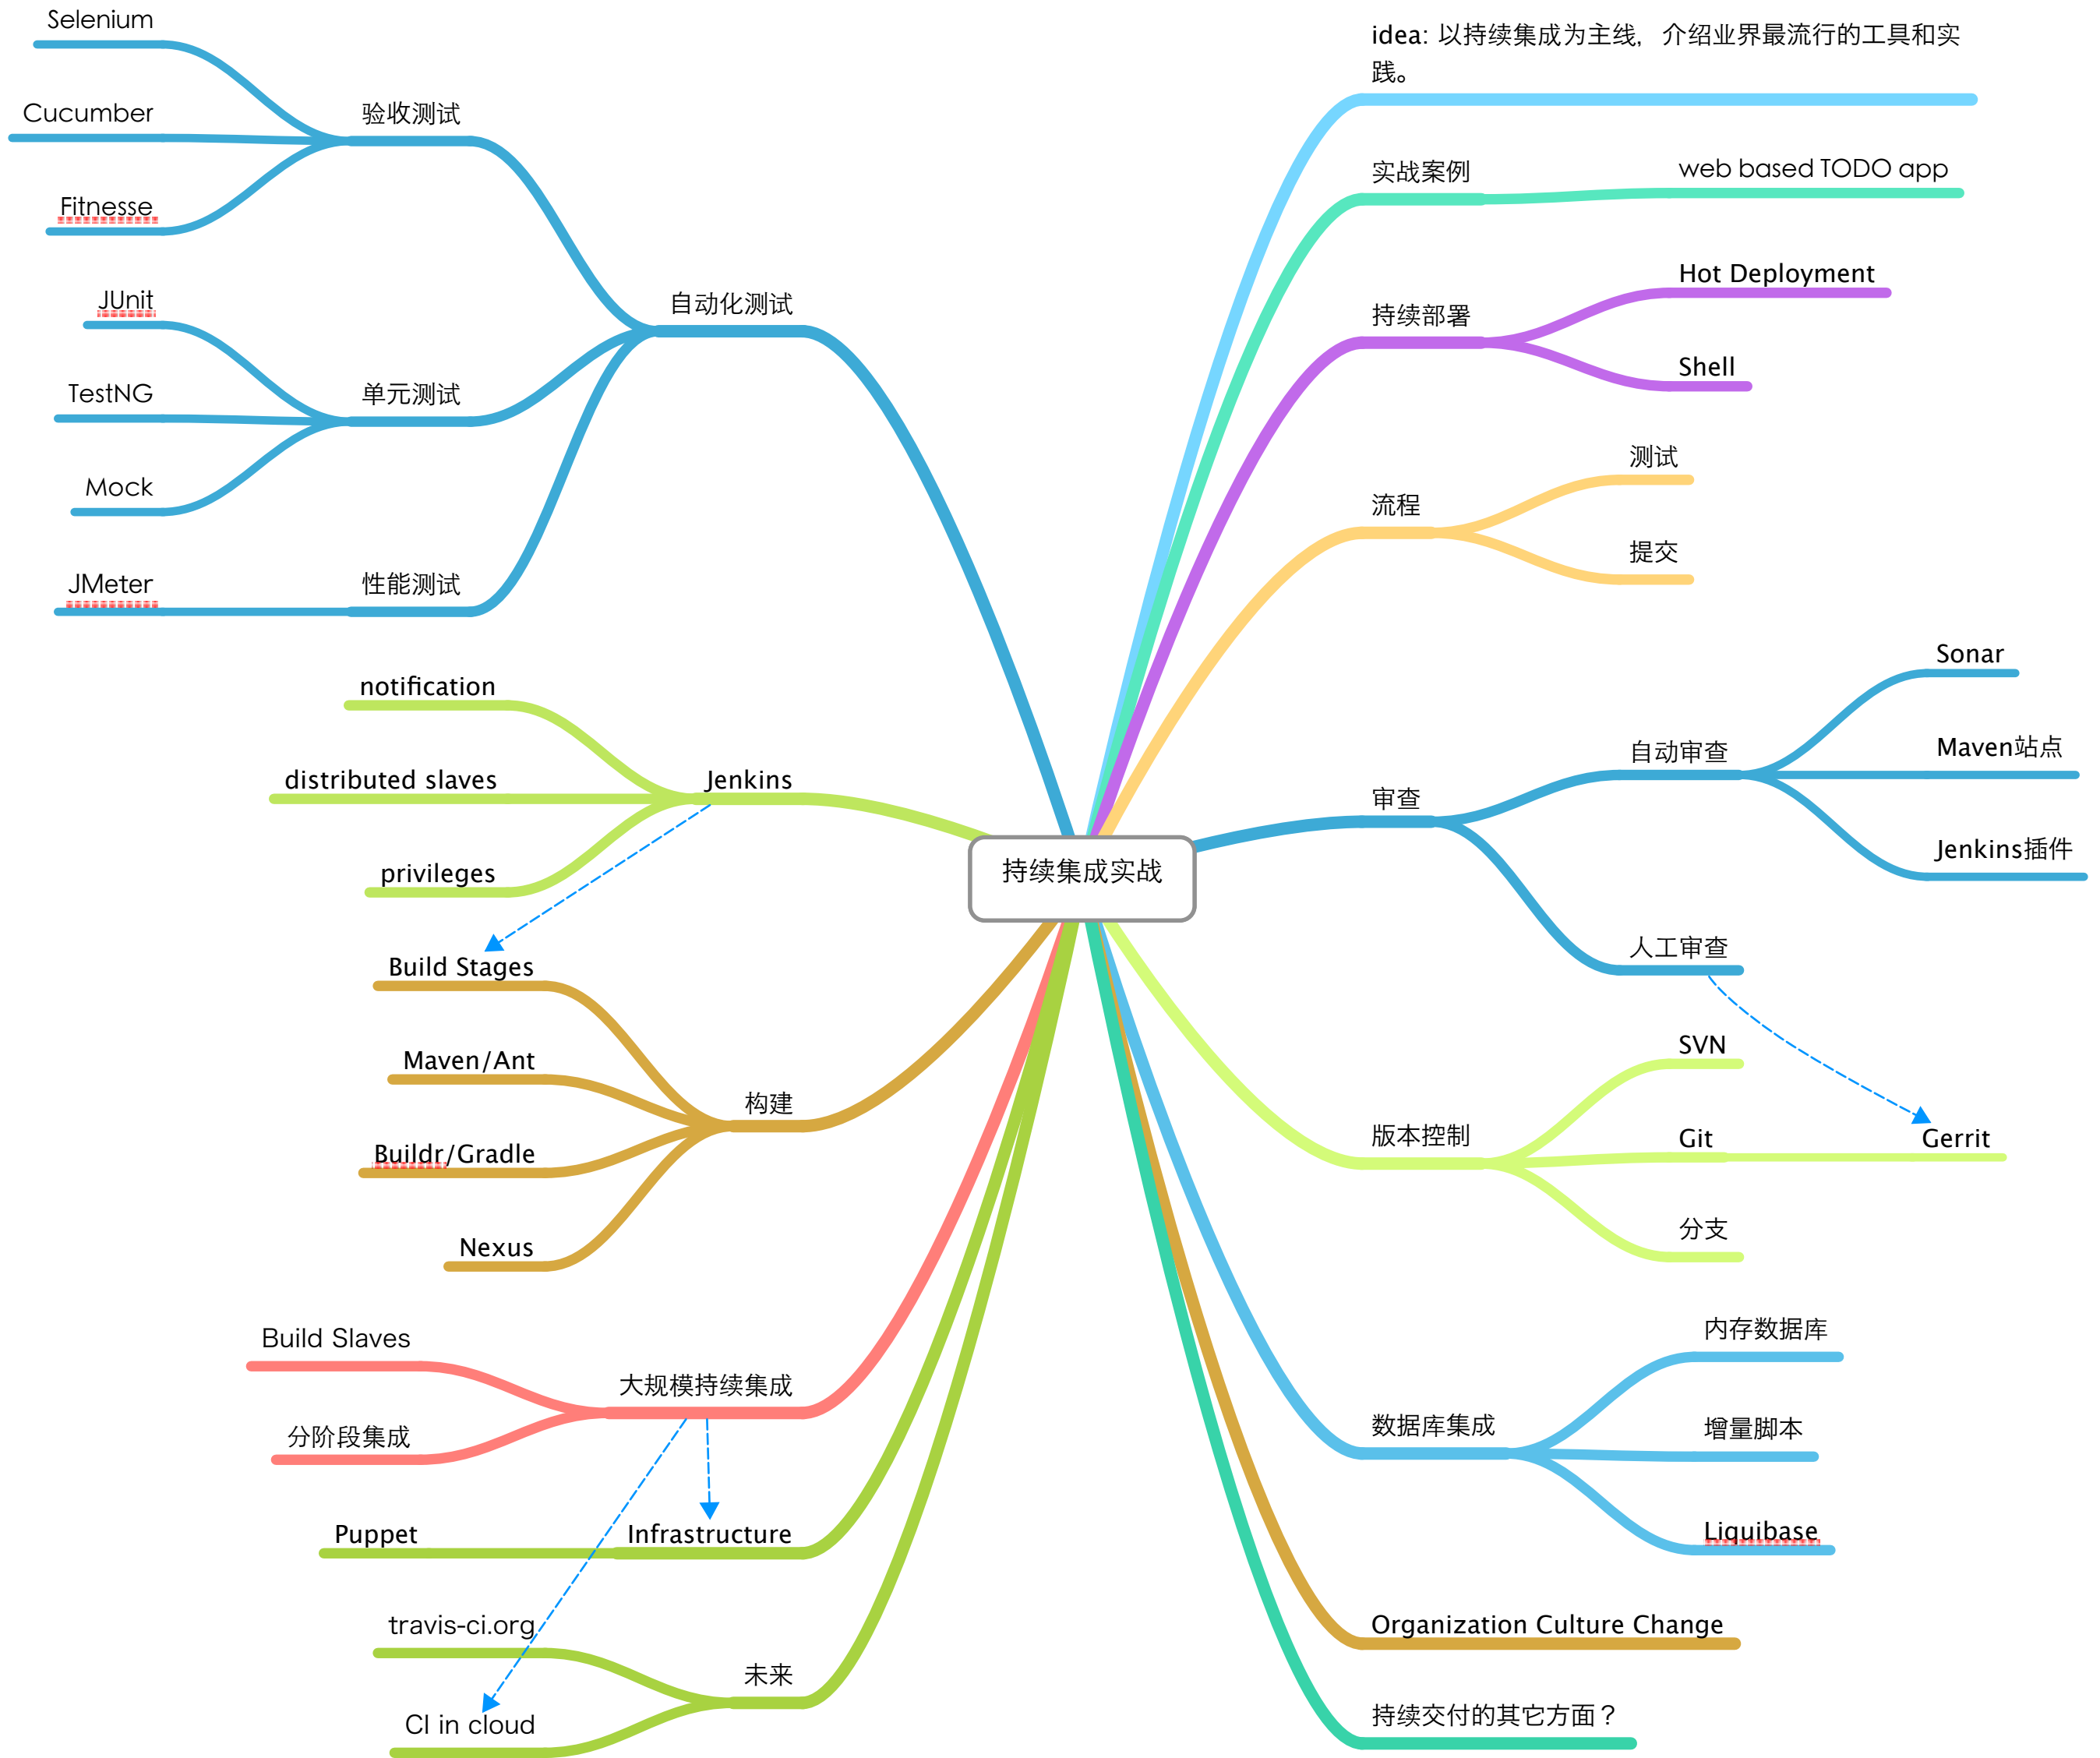 持续集成实战
idea: 以持续集成为主线，介绍业界最流行的工具和实
践。
实战案例
web based TODO app
持续部署
Hot Deployment
Shell
流程
测试
提交
审查
自动审查
Sonar
Maven站点
Jenkins插件
人工审查
版本控制
SVN
Git
Gerrit
分支
数据库集成
内存数据库
增量脚本
Liquibase
Organization Culture Change
持续交付的其它方面？
自动化测试
验收测试
Selenium
Cucumber
Fitnesse
单元测试
JUnit
TestNG
Mock
性能测试
JMeter
Jenkins
notification
distributed slaves
privileges
构建
Build Stages
Maven/Ant
Buildr/Gradle
Nexus
大规模持续集成
Build Slaves
分阶段集成
Infrastructure
Puppet
未来
travis-ci.org
CI in cloud